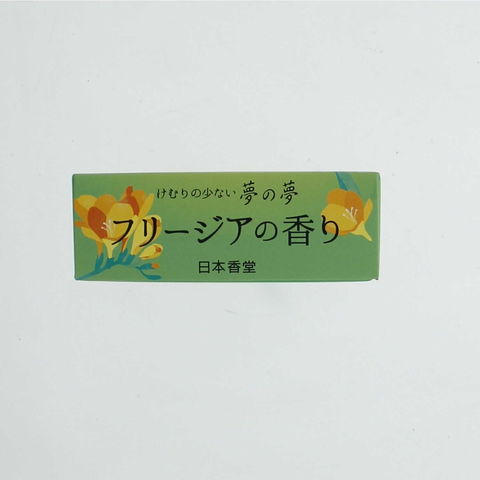 けむりの少ない 夢の夢
フリージアの香り
日本香堂